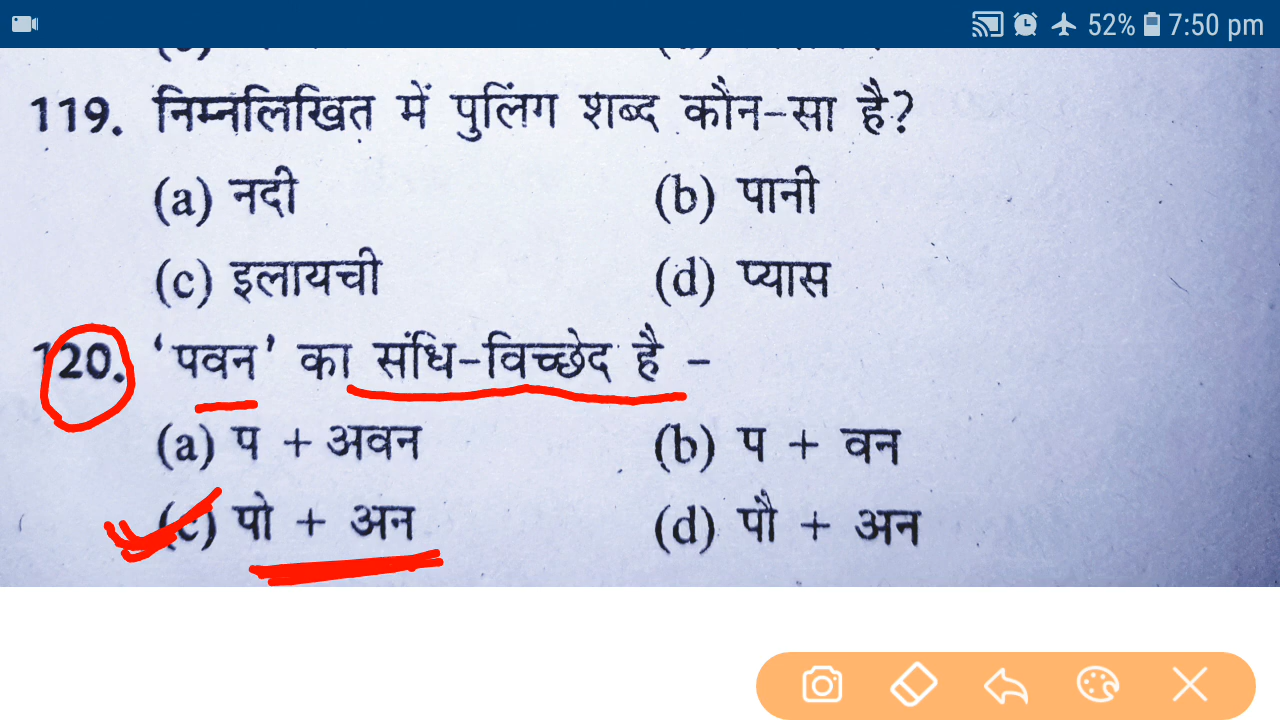 52% 7:50 pm
119. निम्नलिखित में पुलिंग शब्द कौन-सा है?
(a) नदी (b) पानी
(c) इलायची (d) प्यास
120. 'पवन' का संधि-विच्छेद है -
(a) प + अवन (b) प + वन
(c) पो + अन (d) पौ + अन